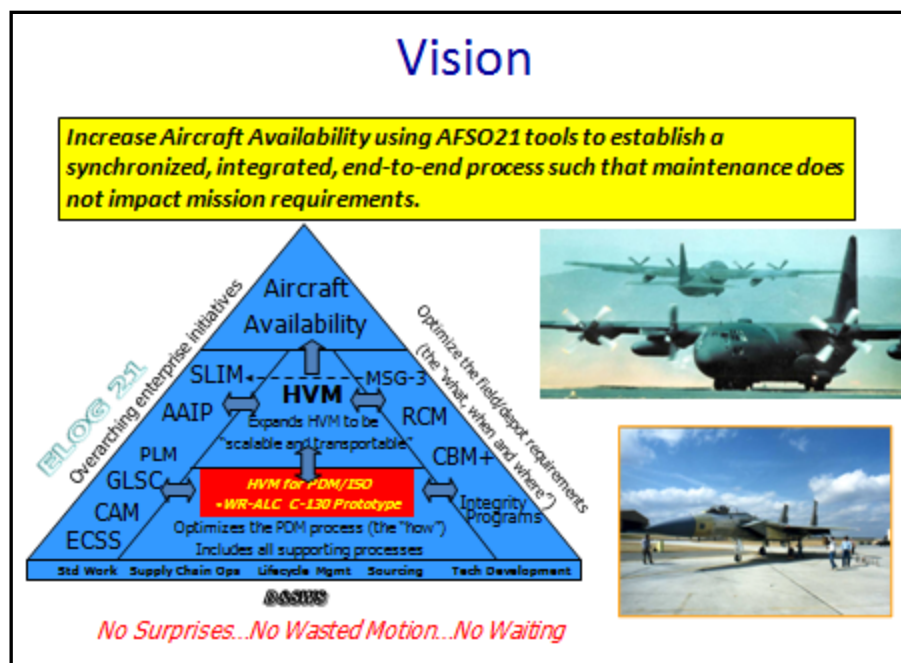 Vision
Increase Aircraft Availability using AFSO21 tools to establish a
synchronized, integrated, end-to-end process such that maintenance does
not impact mission requirements.
Aircraft
Availability
ELOG 21
Overarching enterprise initiatives
Optimize the field/depot requirements
(the "what, when and where")
SLIM
MSG-3
HVM
AAIP
RCM
Expands HVM to be
"scalable and transportable"
PLM
CBM+
GLSC
HVM for PDM/ISO
•WR-ALC C-130 Prototype
Integrity
Programs
CAM
Optimizes the PDM process (the "how")
ECSS
Includes all supporting processes
Std Work Supply Chain Ops Lifecycle Mgmt Sourcing Tech Development
D&SWS
No Surprises...No Wasted Motion...No Waiting